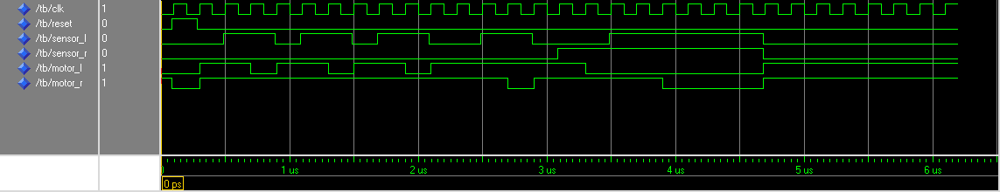 /tb/clk 1
/tb/reset 0
/tb/sensor_l 0
/tb/sensor_r 0
/tb/motor_l 1
/tb/motor_r 1
1 us 2 us 3 us 4 us 5 us 6 us
0 ps